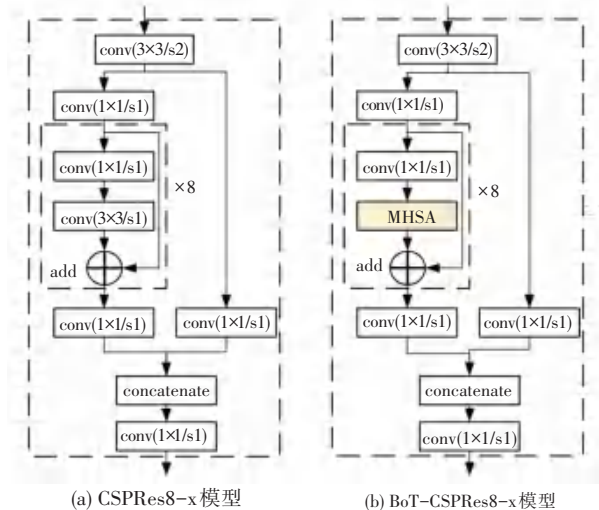 conv(3×3/s2)
conv(1×1/s1)
conv(1×1/s1)
conv(3×3/s1)
×8
add
conv(1×1/s1)
conv(1×1/s1)
concatenate
conv(1×1/s1)
(a) CSPRes8-x模型
conv(3×3/s2)
conv(1×1/s1)
conv(1×1/s1)
MHSA
×8
add
conv(1×1/s1)
conv(1×1/s1)
concatenate
conv(1×1/s1)
(b) BoT-CSPRes8-x模型